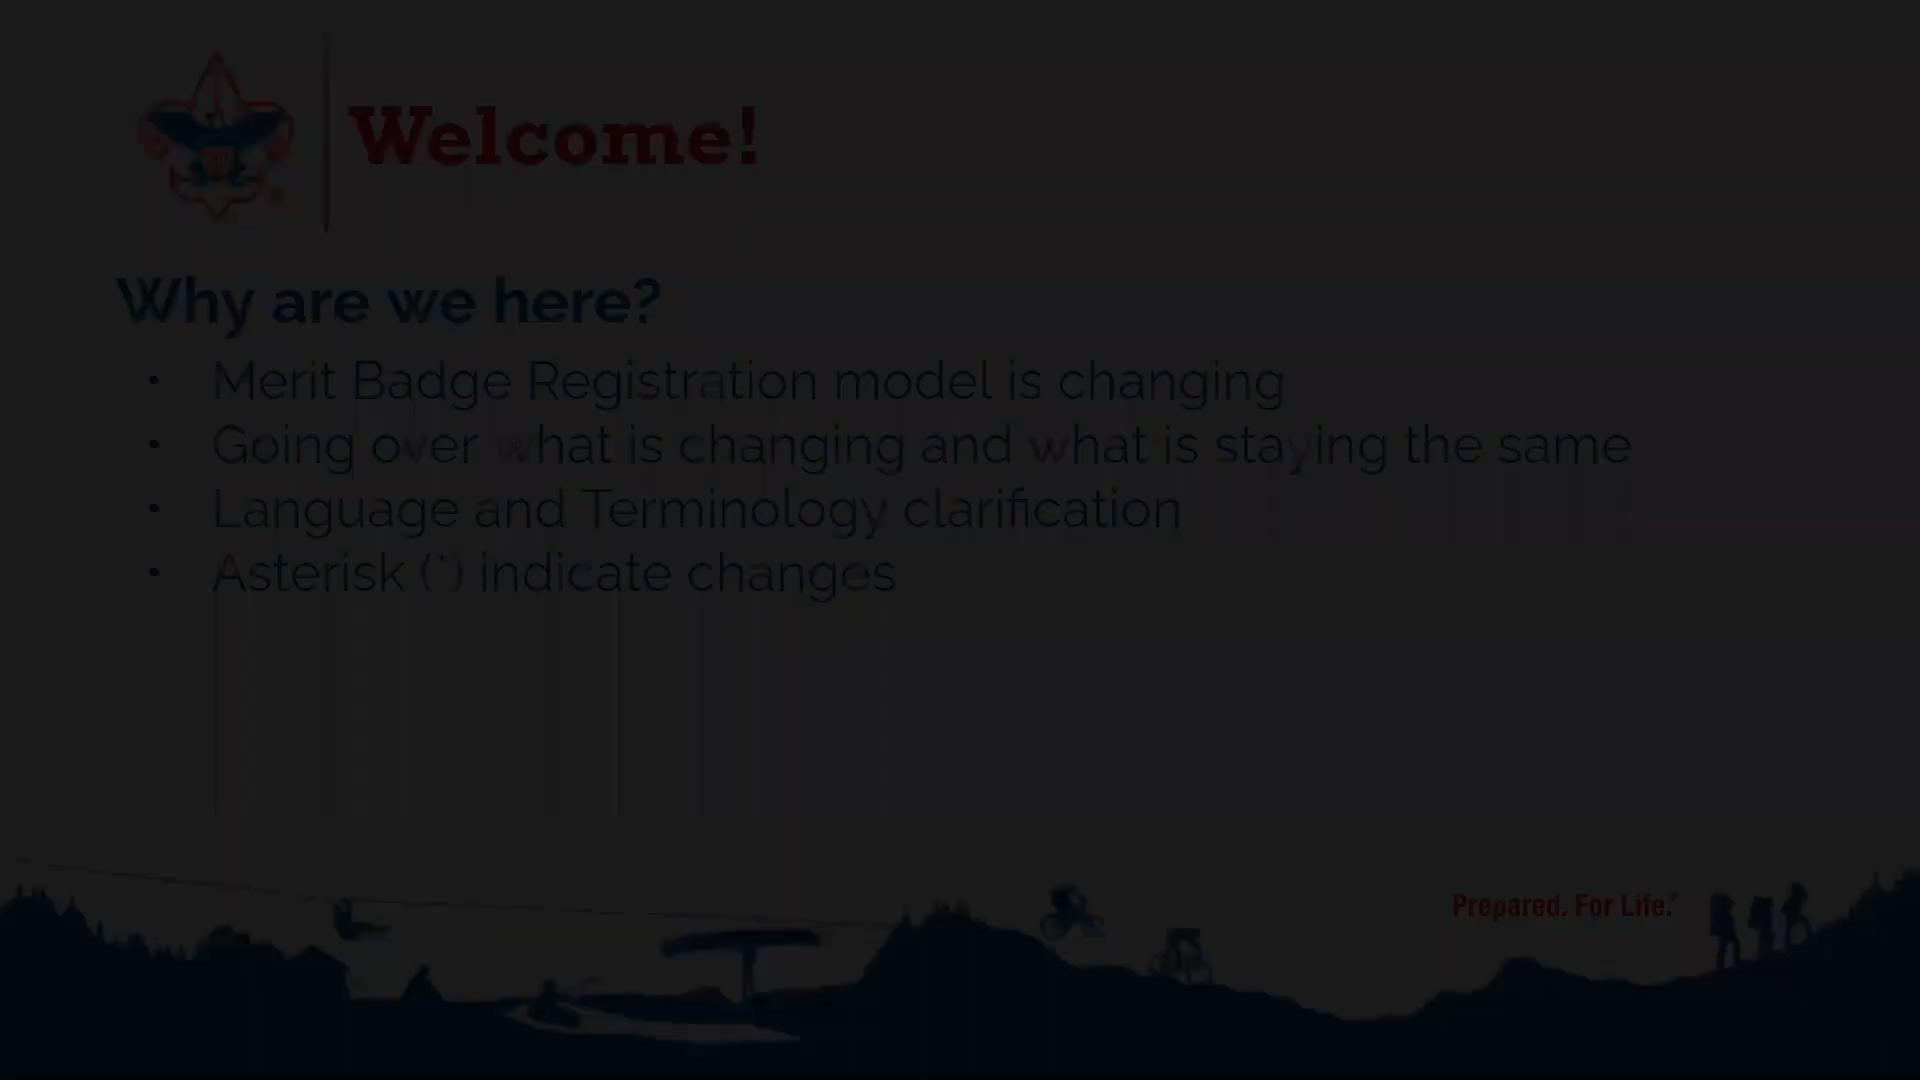 Welcome!
Why are we here?
• Merit Badge Registration model is changing
• Going over what is changing and what is staying the same
• Language and Terminology clarification
• Asterisk (*) indicate changes
Prepared. For Life.®